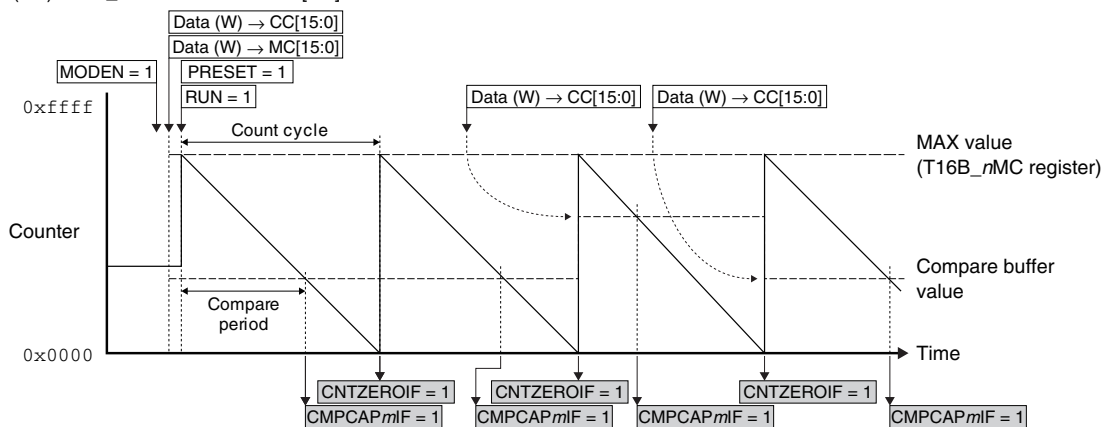 Data (W) → CC[15:0]
Data (W) → MC[15:0]
MODEN = 1
PRESET = 1
RUN = 1
Data (W) → CC[15:0]
Data (W) → CC[15:0]
0xffff
Count cycle
MAX value
(T16B_nMC register)
Counter
Compare buffer
value
Compare
period
0x0000
Time
CNTZEROIF = 1
CNTZEROIF = 1
CNTZEROIF = 1
CMPCAPmIF = 1
CMPCAPmIF = 1
CMPCAPmIF = 1
CMPCAPmIF = 1